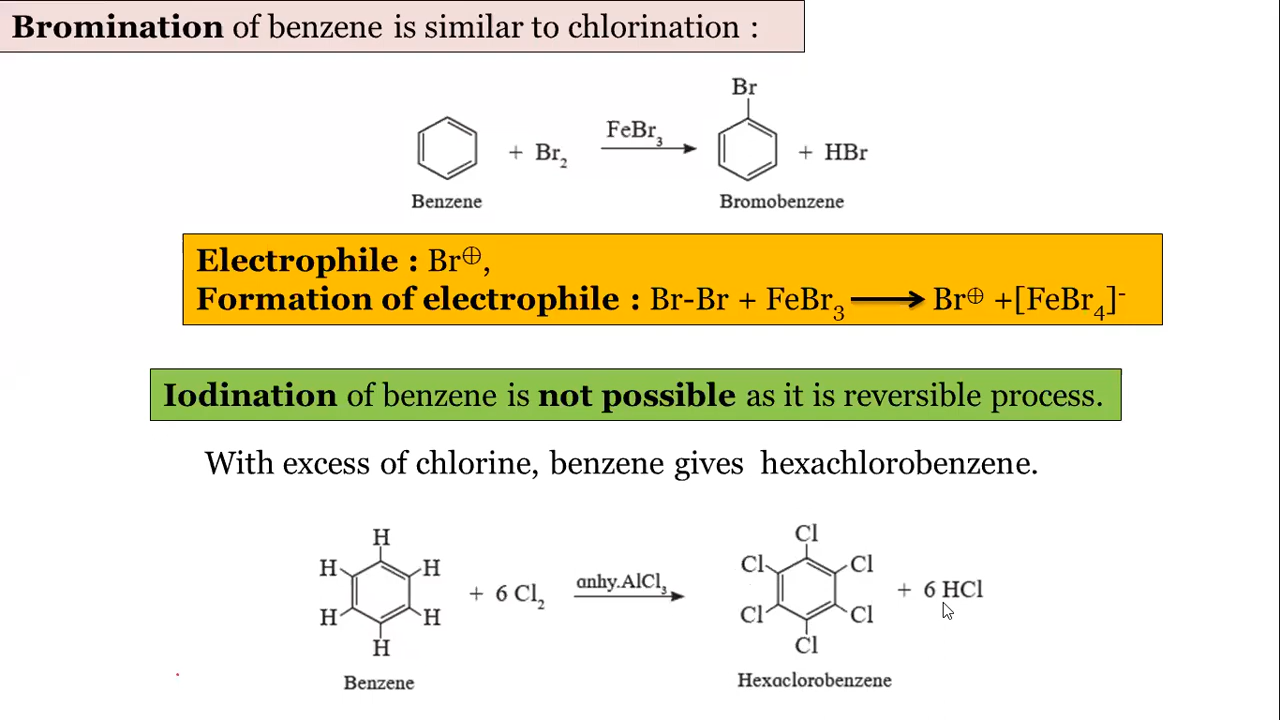 Bromination of benzene is similar to chlorination :
Br
+ Br₂ FeBr₃ + HBr
Benzene Bromobenzene
Electrophile : Br⊕,
Formation of electrophile : Br-Br + FeBr₃ ⟶ Br⊕ +[FeBr₄]⁻
Iodination of benzene is not possible as it is reversible process.
With excess of chlorine, benzene gives hexachlorobenzene.
H Cl
H H Cl Cl
+ 6 Cl₂ anhy.AlCl₃ + 6 HCl
H H Cl Cl
H Cl
Benzene Hexaclorobenzene